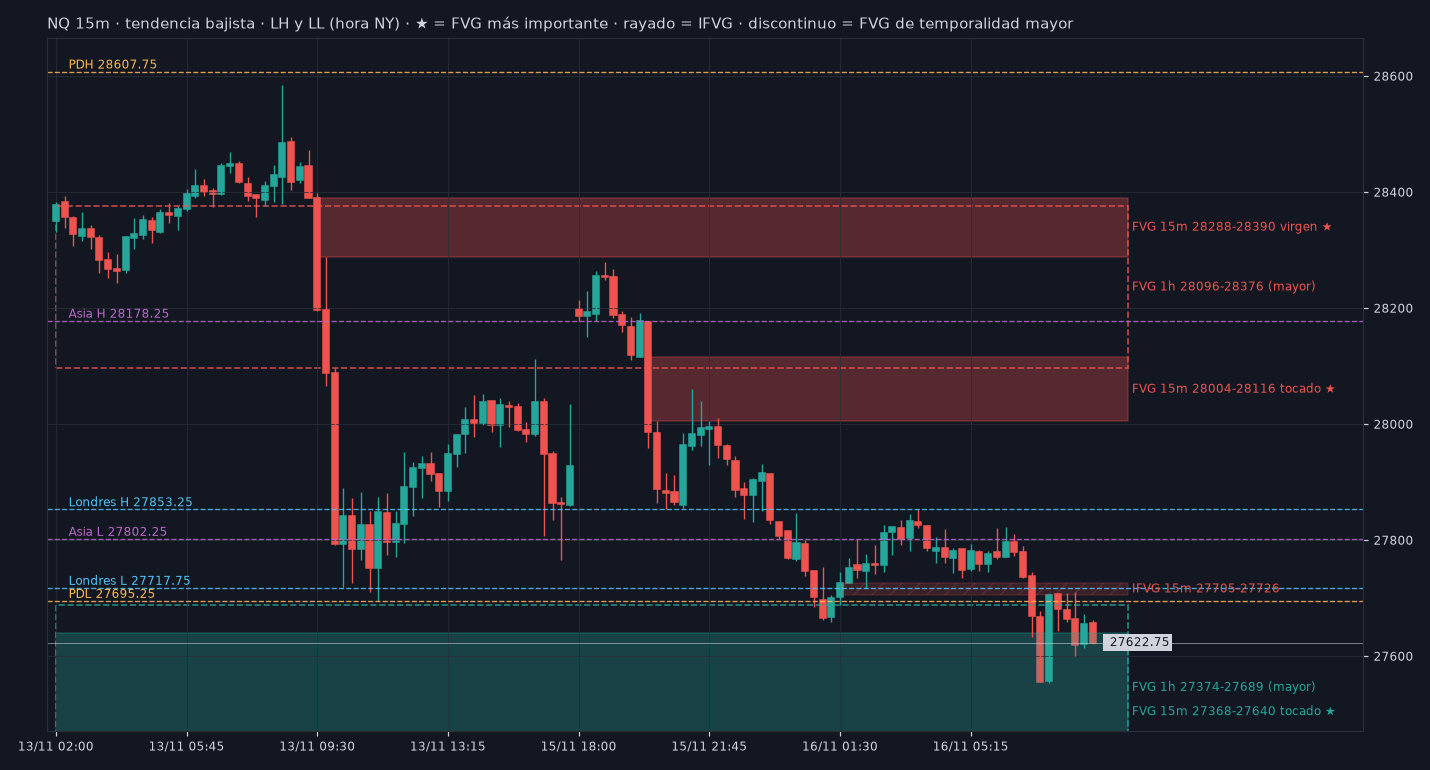 NQ 15m · tendencia bajista · LH y LL (hora NY) · ★ = FVG más importante · rayado = IFVG · discontinuo = FVG de temporalidad mayor
PDH 28607.75
28600
28400
FVG 15m 28288-28390 virgen ★
FVG 1h 28096-28376 (mayor)
Asia H 28178.25
28200
FVG 15m 28004-28116 tocado ★
28000
Londres H 27853.25
Asia L 27802.25
27800
Londres L 27717.75
IFVG 15m 27705-27726
PDL 27695.25
27622.75
27600
FVG 1h 27374-27689 (mayor)
FVG 15m 27368-27640 tocado ★
13/11 02:00 13/11 05:45 13/11 09:30 13/11 13:15 15/11 18:00 15/11 21:45 16/11 01:30 16/11 05:15